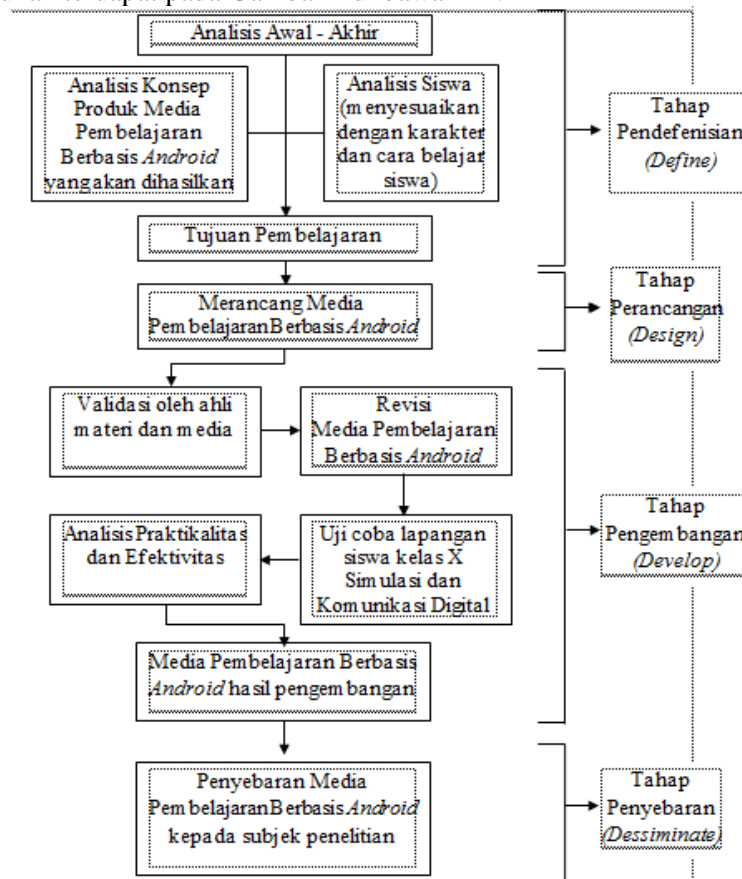 Analisis Awal - Akhir
Analisis Konsep
Produk Media
Pembelajaran
Berbasis Android
yang akan dihasilkan
Analisis Siswa
(menyesuaikan
dengan karakter
dan cara belajar
siswa)
Tahap
Pendefenisian
(Define)
Tujuan Pembelajaran
Merancang Media
Pembelajaran Berbasis Android
Tahap
Perancangan
(Design)
Validasi oleh ahli
materi dan media
Revisi
Media Pembelajaran
Berbasis Android
Analisis Praktikalitas
dan Efektivitas
Uji coba lapangan
siswa kelas X
Simulasi dan
Komunikasi Digital
Tahap
Pengembangan
(Develop)
Media Pembelajaran Berbasis
Android hasil pengembangan
Penyebaran Media
Pembelajaran Berbasis Android
kepada subjek penelitian
Tahap
Penyebaran
(Dessiminate)